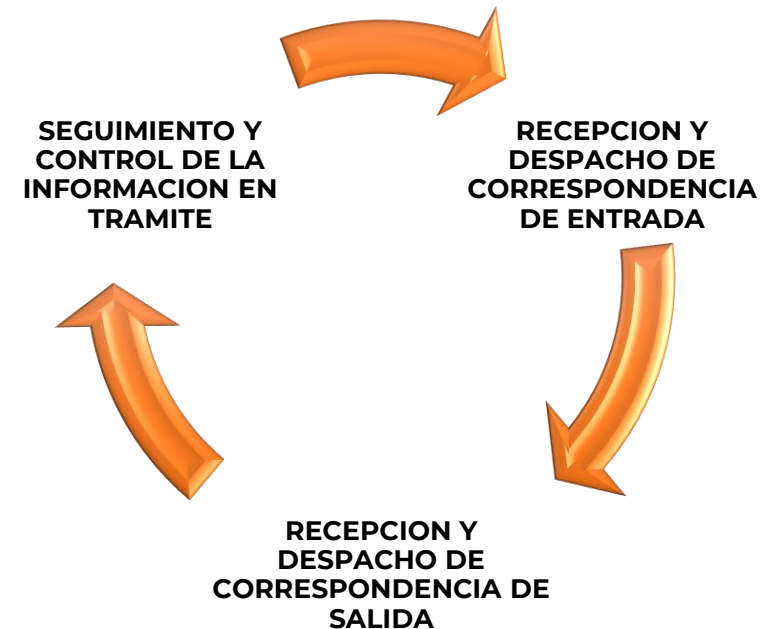 SEGUIMIENTO Y
CONTROL DE LA
INFORMACION EN
TRAMITE
RECEPCION Y
DESPACHO DE
CORRESPONDENCIA
DE ENTRADA
RECEPCION Y
DESPACHO DE
CORRESPONDENCIA DE
SALIDA